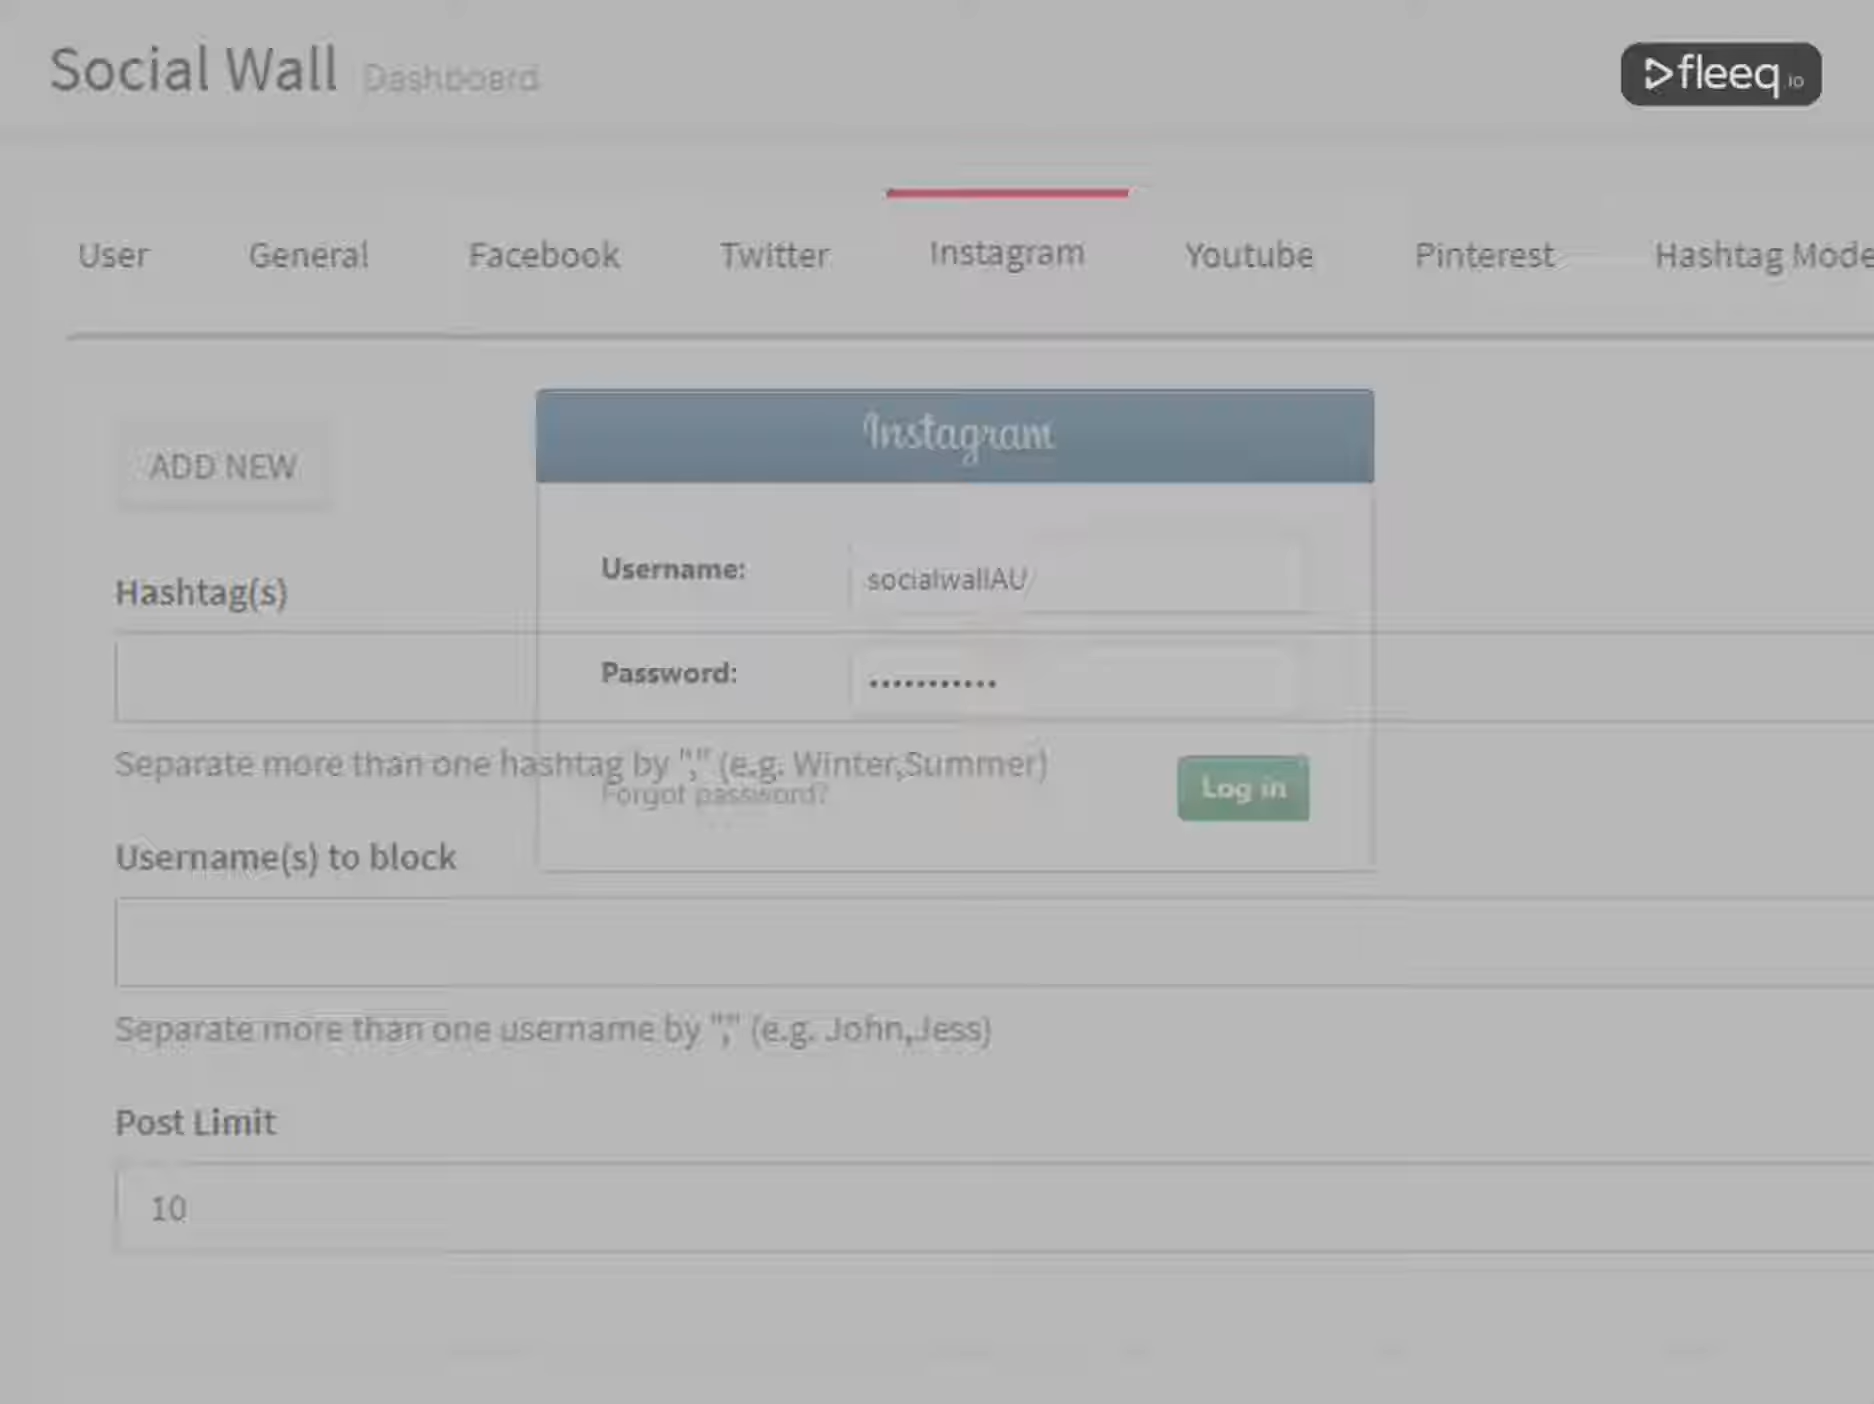 Social Wall Dashboard
fleeq.io
User General Facebook Twitter Instagram Youtube Pinterest Hashtag Mode
ADD NEW
Instagram
Username: socialwallAU
Password: •••••••••••
Forgot password?
Log in
Hashtag(s)
Separate more than one hashtag by "," (e.g. Winter,Summer)
Username(s) to block
Separate more than one username by "," (e.g. John,Jess)
Post Limit
10